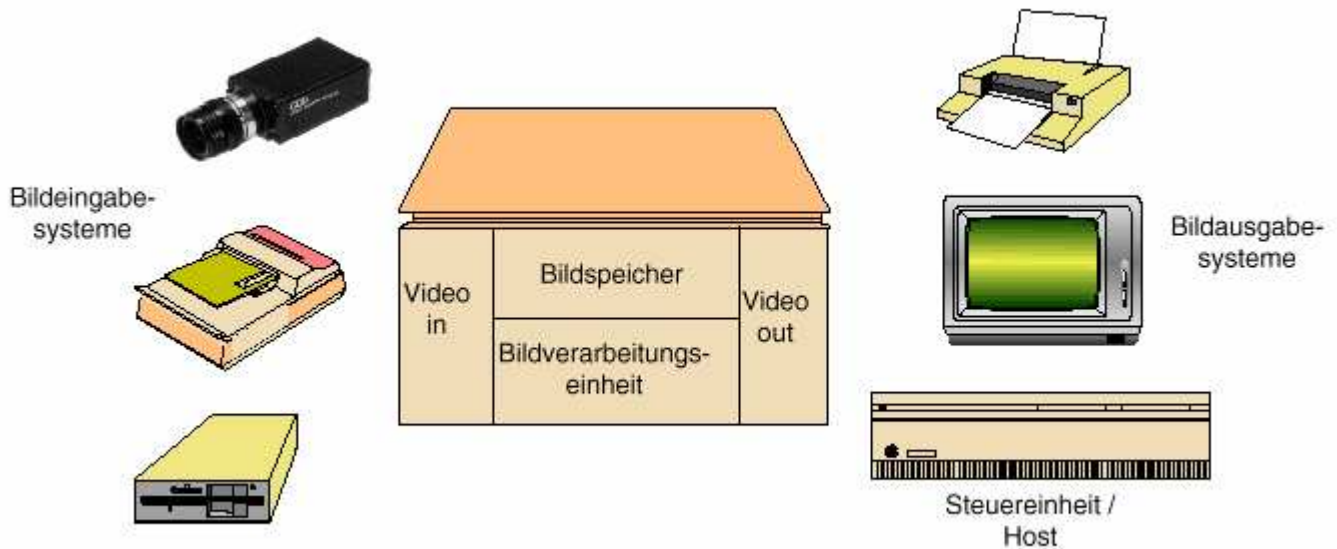 Bildeingabe-
systeme
Video
in
Bildspeicher
Bildverarbeitungs-
einheit
Video
out
Bildausgabe-
systeme
Steuereinheit /
Host